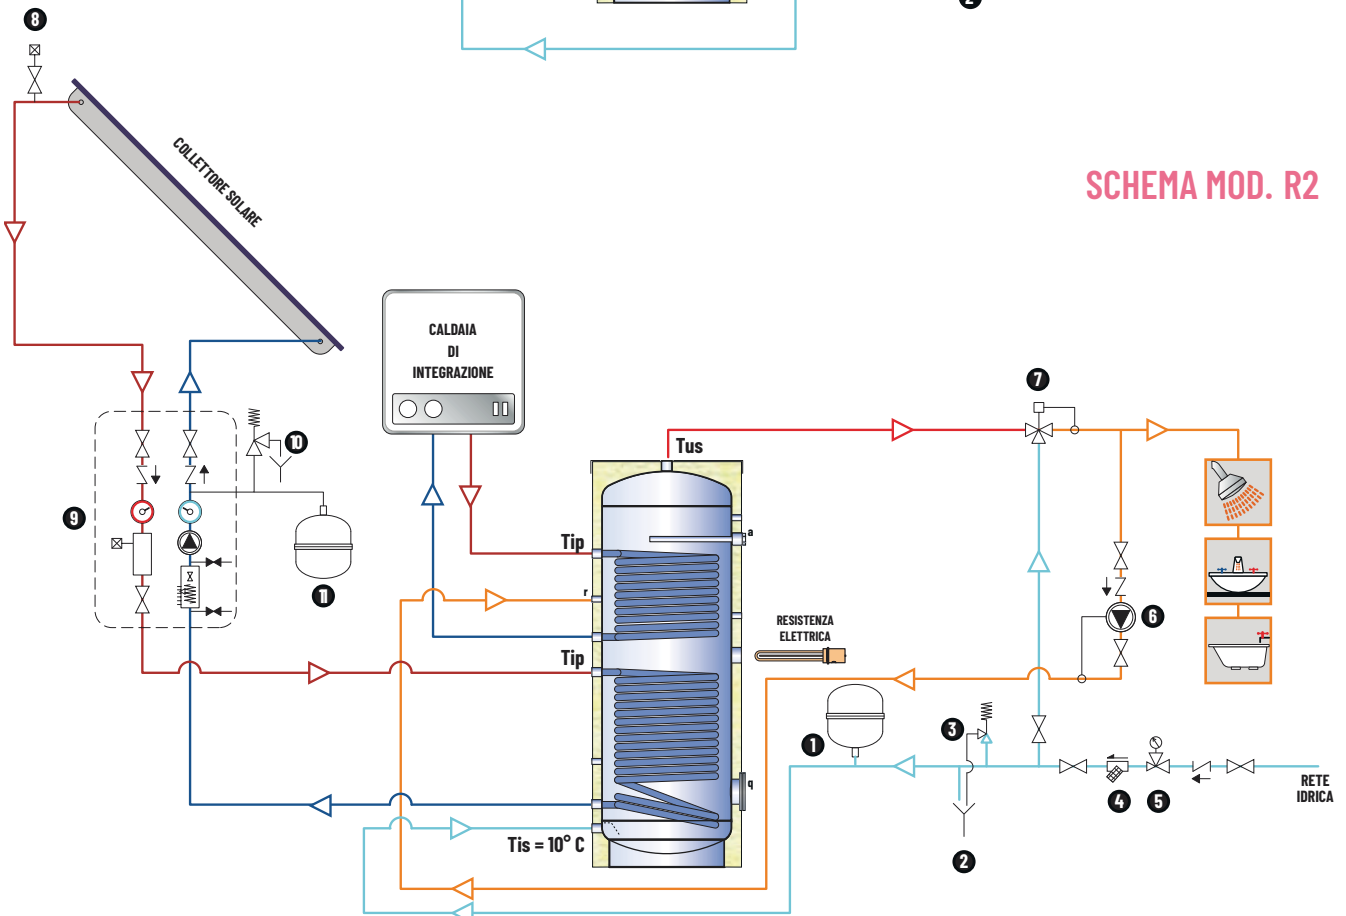 8
2
COLLETTORE SOLARE
SCHEMA MOD. R2
CALDAIA
DI
INTEGRAZIONE
7
10
9
11
Tus
a
Tip
r
Tip
RESISTENZA
ELETTRICA
6
1
3
q
4
5
RETE
IDRICA
Tis = 10° C
2